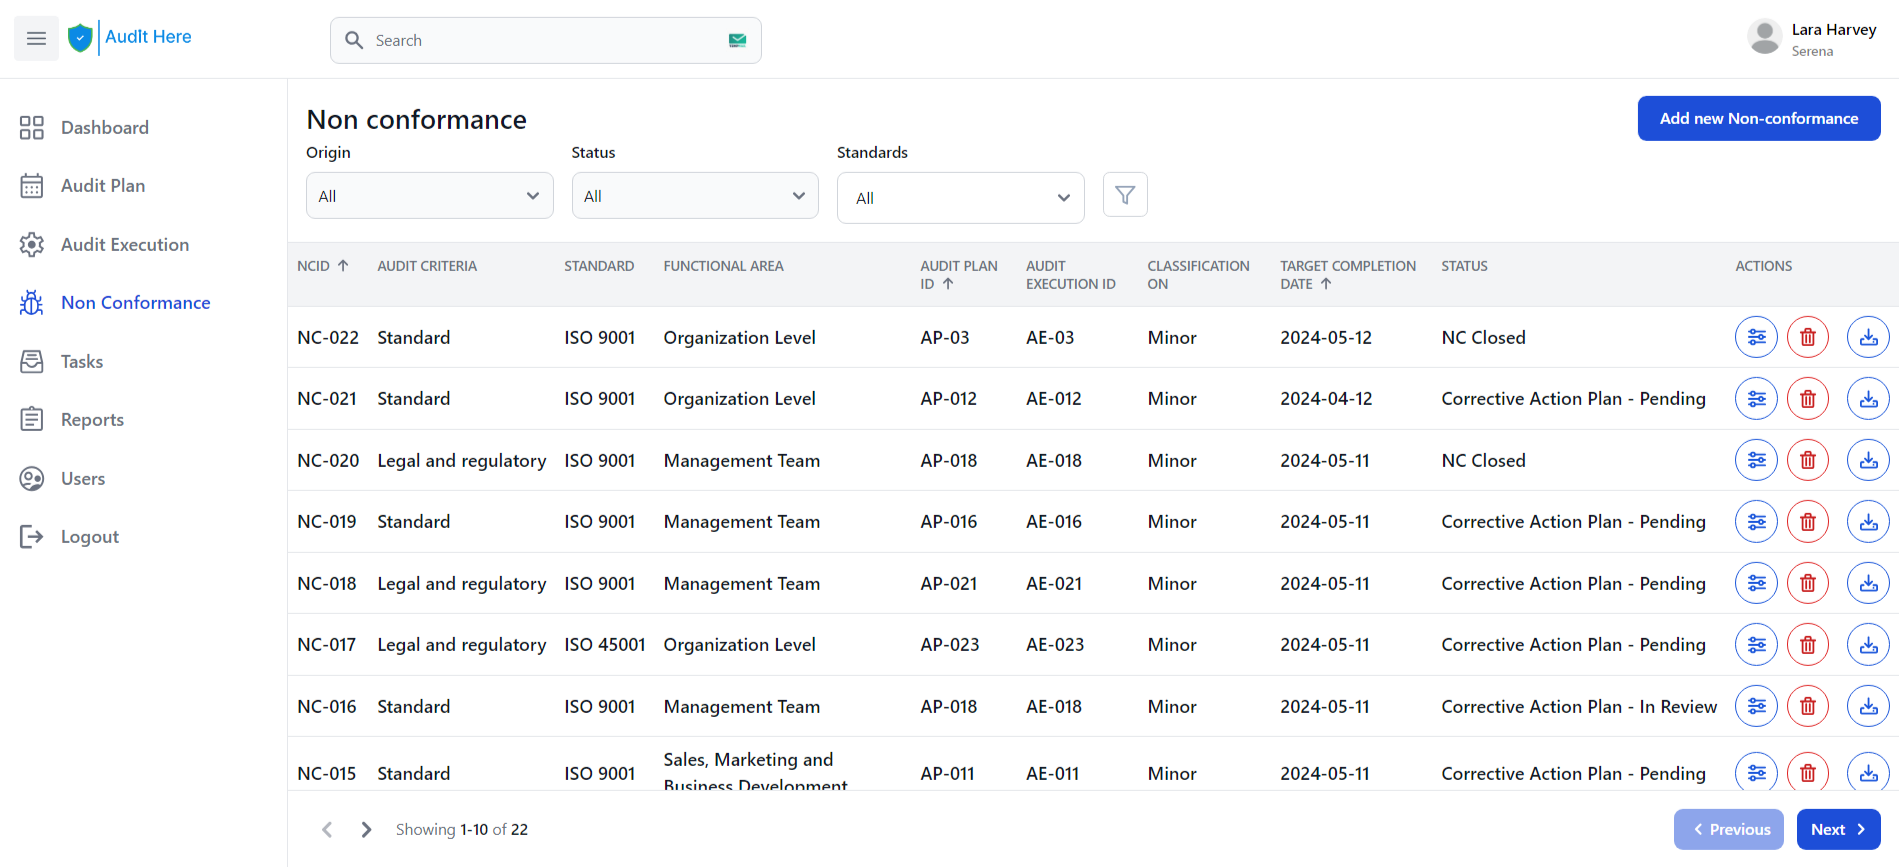 Audit Here
Search
Lara Harvey
Serena
Dashboard
Audit Plan
Audit Execution
Non Conformance
Tasks
Reports
Users
Logout
Non conformance
Add new Non-conformance
Origin Status Standards
All All All
NCID AUDIT CRITERIA STANDARD FUNCTIONAL AREA AUDIT PLAN ID AUDIT EXECUTION ID CLASSIFICATION ON TARGET COMPLETION DATE STATUS ACTIONS
NC-022 Standard ISO 9001 Organization Level AP-03 AE-03 Minor 2024-05-12 NC Closed
NC-021 Standard ISO 9001 Organization Level AP-012 AE-012 Minor 2024-04-12 Corrective Action Plan - Pending
NC-020 Legal and regulatory ISO 9001 Management Team AP-018 AE-018 Minor 2024-05-11 NC Closed
NC-019 Standard ISO 9001 Management Team AP-016 AE-016 Minor 2024-05-11 Corrective Action Plan - Pending
NC-018 Legal and regulatory ISO 9001 Management Team AP-021 AE-021 Minor 2024-05-11 Corrective Action Plan - Pending
NC-017 Legal and regulatory ISO 45001 Organization Level AP-023 AE-023 Minor 2024-05-11 Corrective Action Plan - Pending
NC-016 Standard ISO 9001 Management Team AP-018 AE-018 Minor 2024-05-11 Corrective Action Plan - In Review
NC-015 Standard ISO 9001 Sales, Marketing and Business Development AP-011 AE-011 Minor 2024-05-11 Corrective Action Plan - Pending
Showing 1-10 of 22
Previous
Next